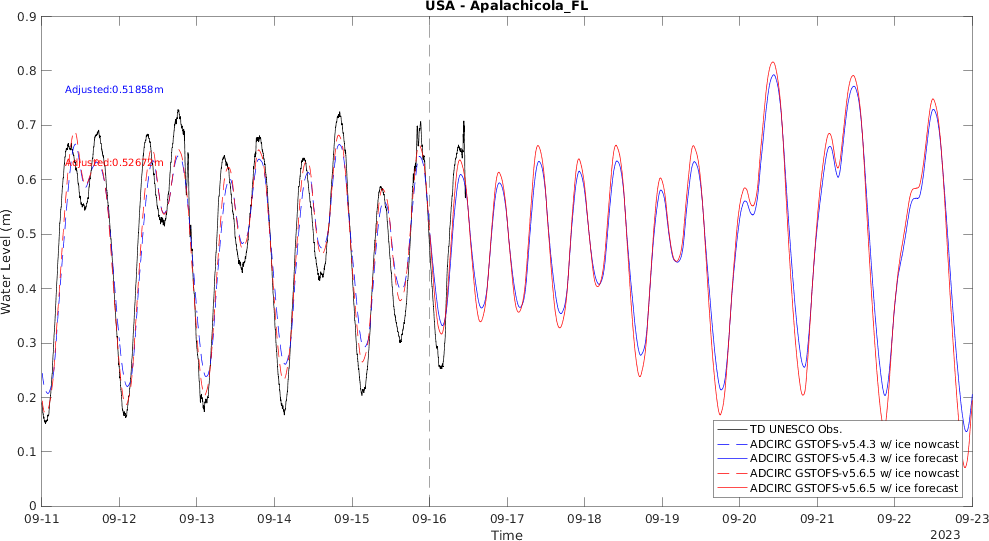 USA - Apalachicola_FL
0.9
0.8
0.7
0.6
0.5
0.4
0.3
0.2
0.1
0
Water Level (m)
Adjusted:0.51858m
Adjusted:0.52672m
TD UNESCO Obs.
ADCIRC GSTOFS-v5.4.3 w/ ice nowcast
ADCIRC GSTOFS-v5.4.3 w/ ice forecast
ADCIRC GSTOFS-v5.6.5 w/ ice nowcast
ADCIRC GSTOFS-v5.6.5 w/ ice forecast
09-11 09-12 09-13 09-14 09-15 09-16 09-17 09-18 09-19 09-20 09-21 09-22 09-23
Time
2023